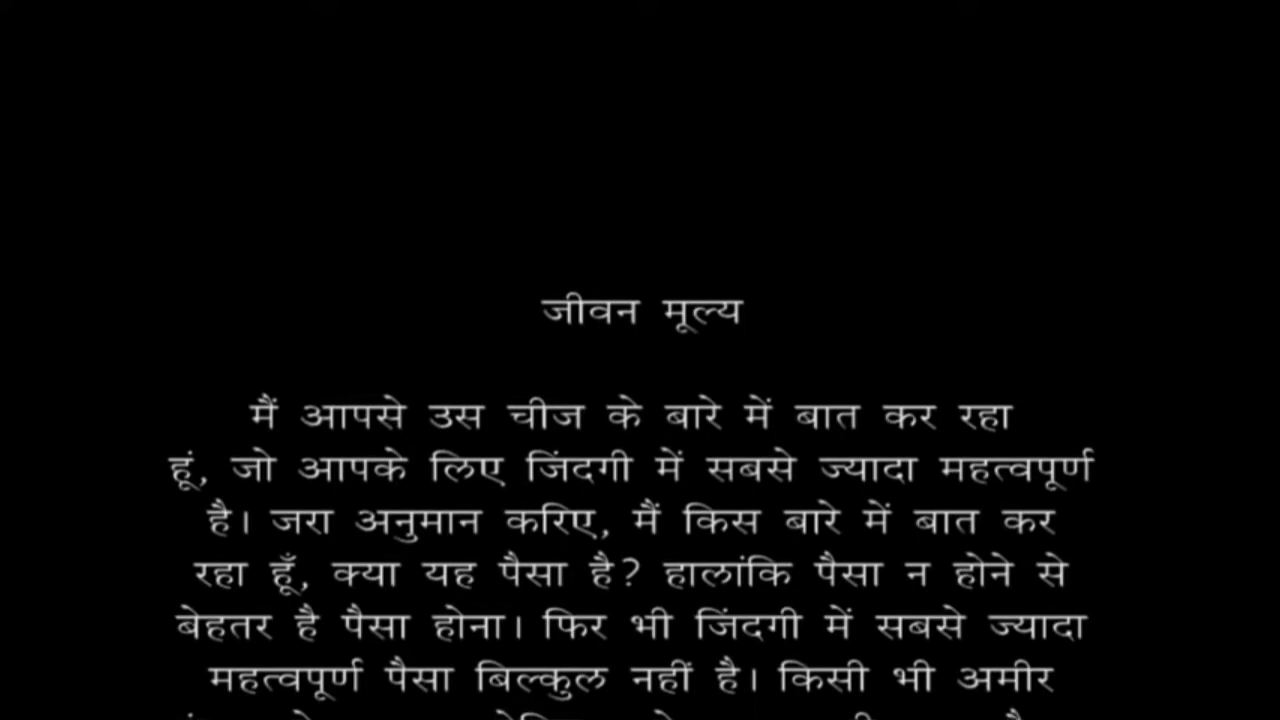 जीवन मूल्य
मैं आपसे उस चीज के बारे में बात कर रहा
हूं, जो आपके लिए जिंदगी में सबसे ज्यादा महत्वपूर्ण
है। जरा अनुमान करिए, मैं किस बारे में बात कर
रहा हूँ, क्या यह पैसा है? हालांकि पैसा न होने से
बेहतर है पैसा होना। फिर भी जिंदगी में सबसे ज्यादा
महत्वपूर्ण पैसा बिल्कुल नहीं है। किसी भी अमीर